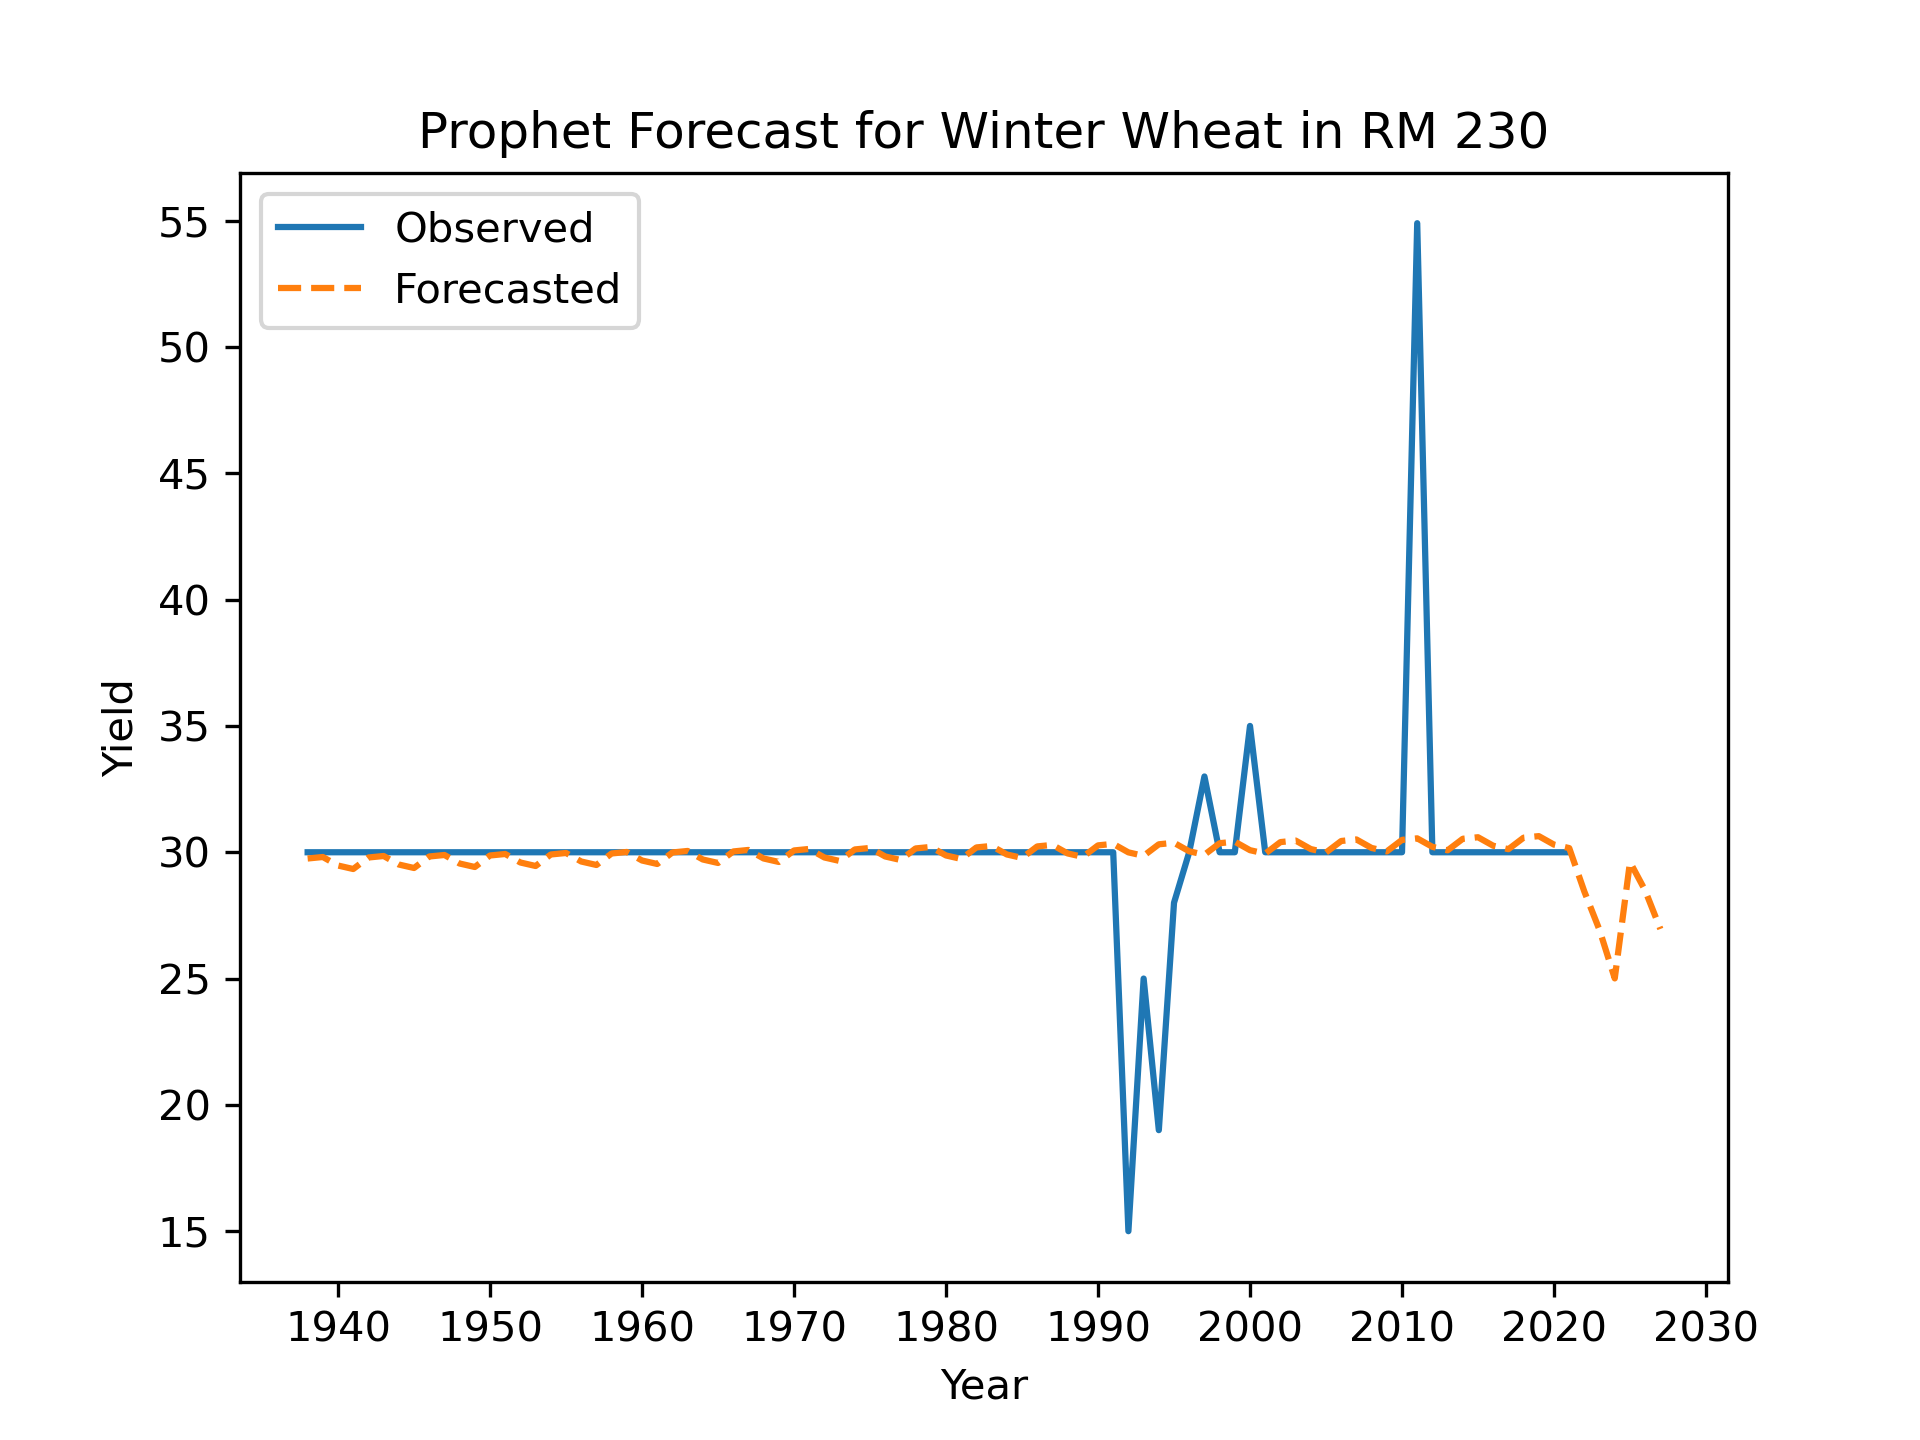 Prophet Forecast for Winter Wheat in RM 230
Observed
Forecasted
55
50
45
40
35
30
25
20
15
Yield
1940 1950 1960 1970 1980 1990 2000 2010 2020 2030
Year